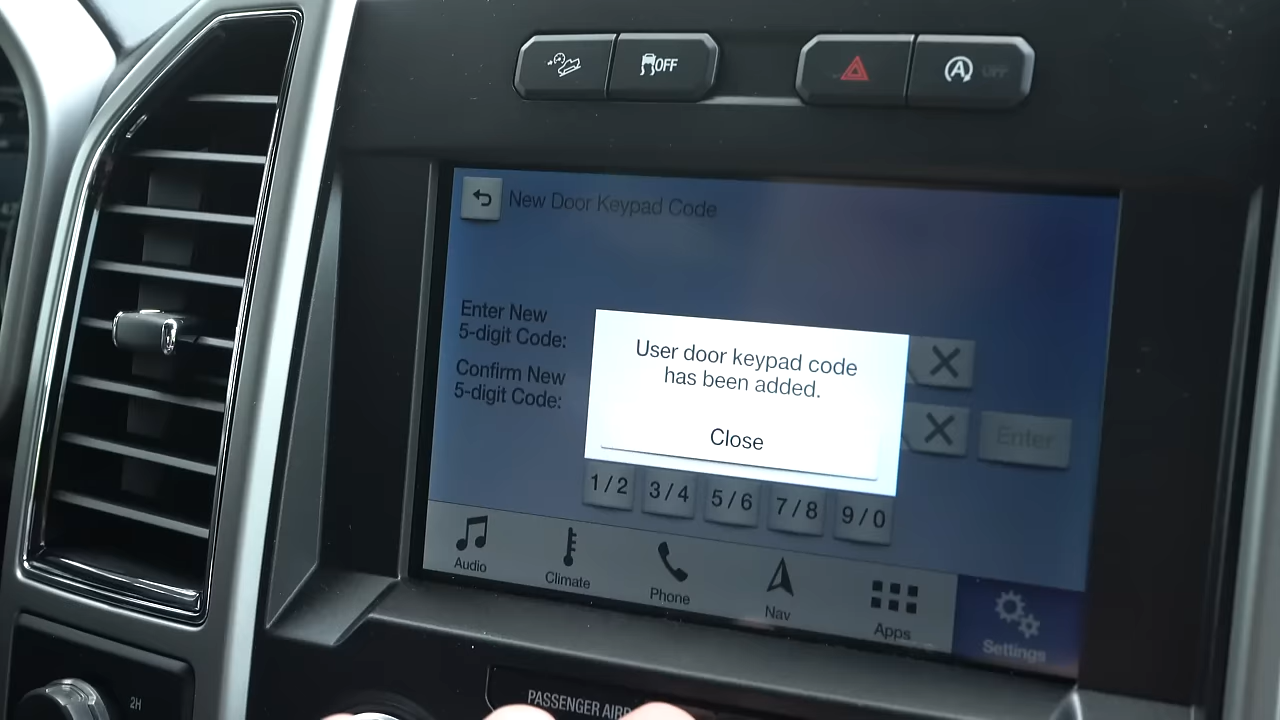 OFF
A OFF
New Door Keypad Code
Enter New
5-digit Code:
Confirm New
5-digit Code:
User door keypad code
has been added.
Close
Enter
1/2 3/4 5/6 7/8 9/0
Audio Climate Phone Nav Apps Settings
2H
PASSENGER